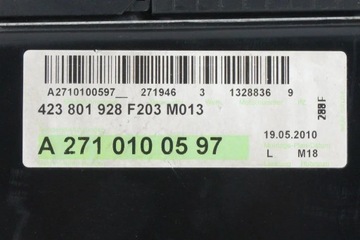 A2710100597__ 271946 3 1328836 9
423 801 928 F203 M013
288F
A 271 010 05 97
19.05.2010
L M18